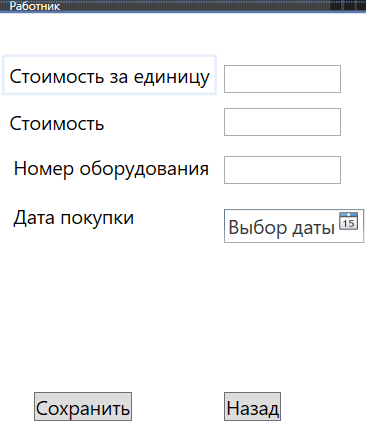 Работник
Стоимость за единицу
Стоимость
Номер оборудования
Дата покупки
Выбор даты 15
Сохранить
Назад